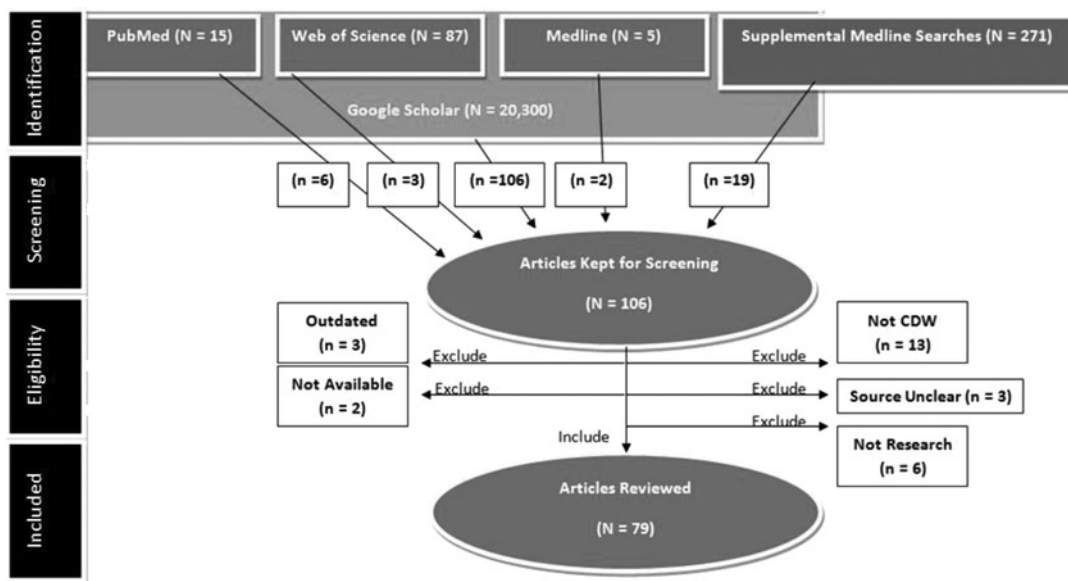 Identification
PubMed (N = 15)
Web of Science (N = 87)
Medline (N = 5)
Supplemental Medline Searches (N = 271)
Google Scholar (N = 20,300)
Screening
(n =6)
(n =3)
(n =106)
(n =2)
(n =19)
Articles Kept for Screening
(N = 106)
Eligibility
Outdated
(n = 3)
Exclude
Exclude
Not CDW
(n = 13)
Not Available
(n = 2)
Exclude
Exclude
Source Unclear (n = 3)
Include
Exclude
Not Research
(n = 6)
Included
Articles Reviewed
(N = 79)